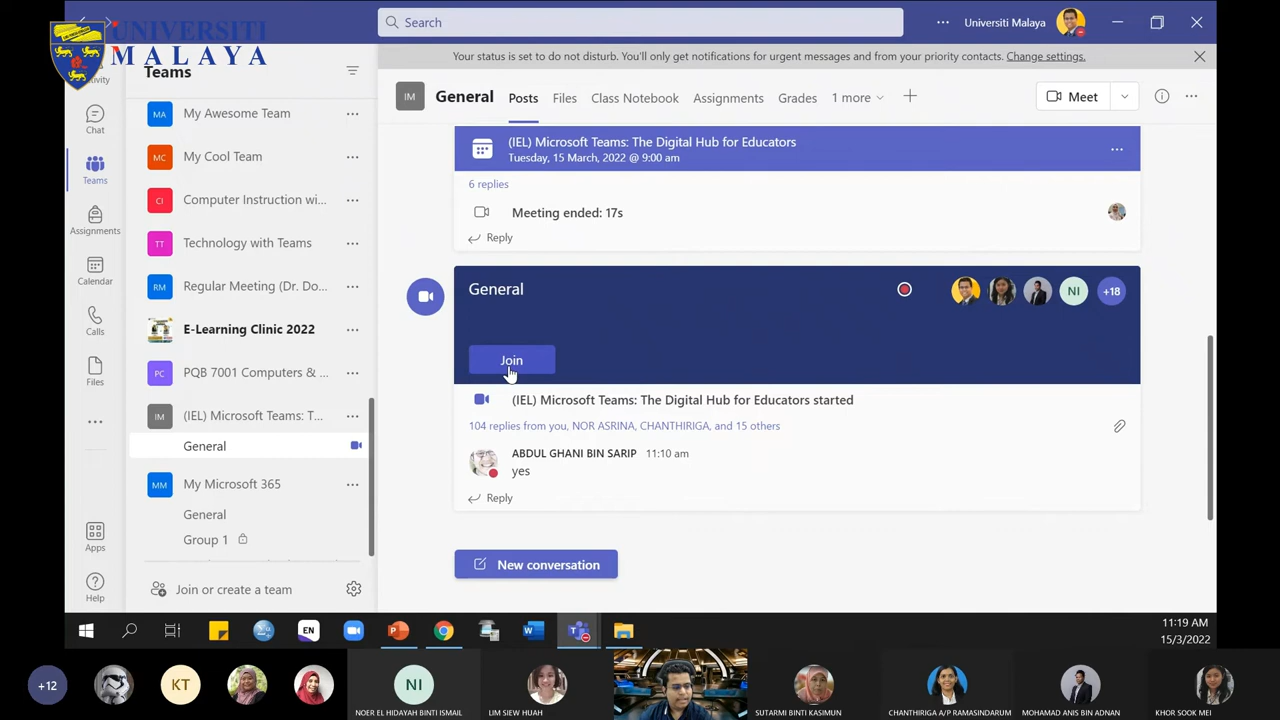 UNIVERSITI
MALAYA
Search
Universiti Malaya
Your status is set to do not disturb. You'll only get notifications for urgent messages and from your priority contacts. Change settings.
Teams
IM
General
Posts
Files
Class Notebook
Assignments
Grades
1 more
Meet
Chat
Teams
Assignments
Calendar
Calls
Files
Apps
Help
MA My Awesome Team
MC My Cool Team
CI Computer Instruction wi...
TT Technology with Teams
RM Regular Meeting (Dr. Do...
E-Learning Clinic 2022
PC PQB 7001 Computers & ...
IM (IEL) Microsoft Teams: T...
General
MM My Microsoft 365
General
Group 1
Join or create a team
(IEL) Microsoft Teams: The Digital Hub for Educators
Tuesday, 15 March, 2022 @ 9:00 am
6 replies
Meeting ended: 17s
Reply
General
NI
+18
Join
(IEL) Microsoft Teams: The Digital Hub for Educators started
104 replies from you, NOR ASRINA, CHANTHIRIGA, and 15 others
ABDUL GHANI BIN SARIP 11:10 am
yes
Reply
New conversation
EN
11:19 AM
15/3/2022
+12
KT
NI
NOER EL HIDAYAH BINTI ISMAIL
LIM SIEW HUAH
SUTARMI BINTI KASIMUN
CHANTHIRIGA A/P RAMASINDARUM
MOHAMAD ANIS BIN ADNAN
KHOR SOOK MEI